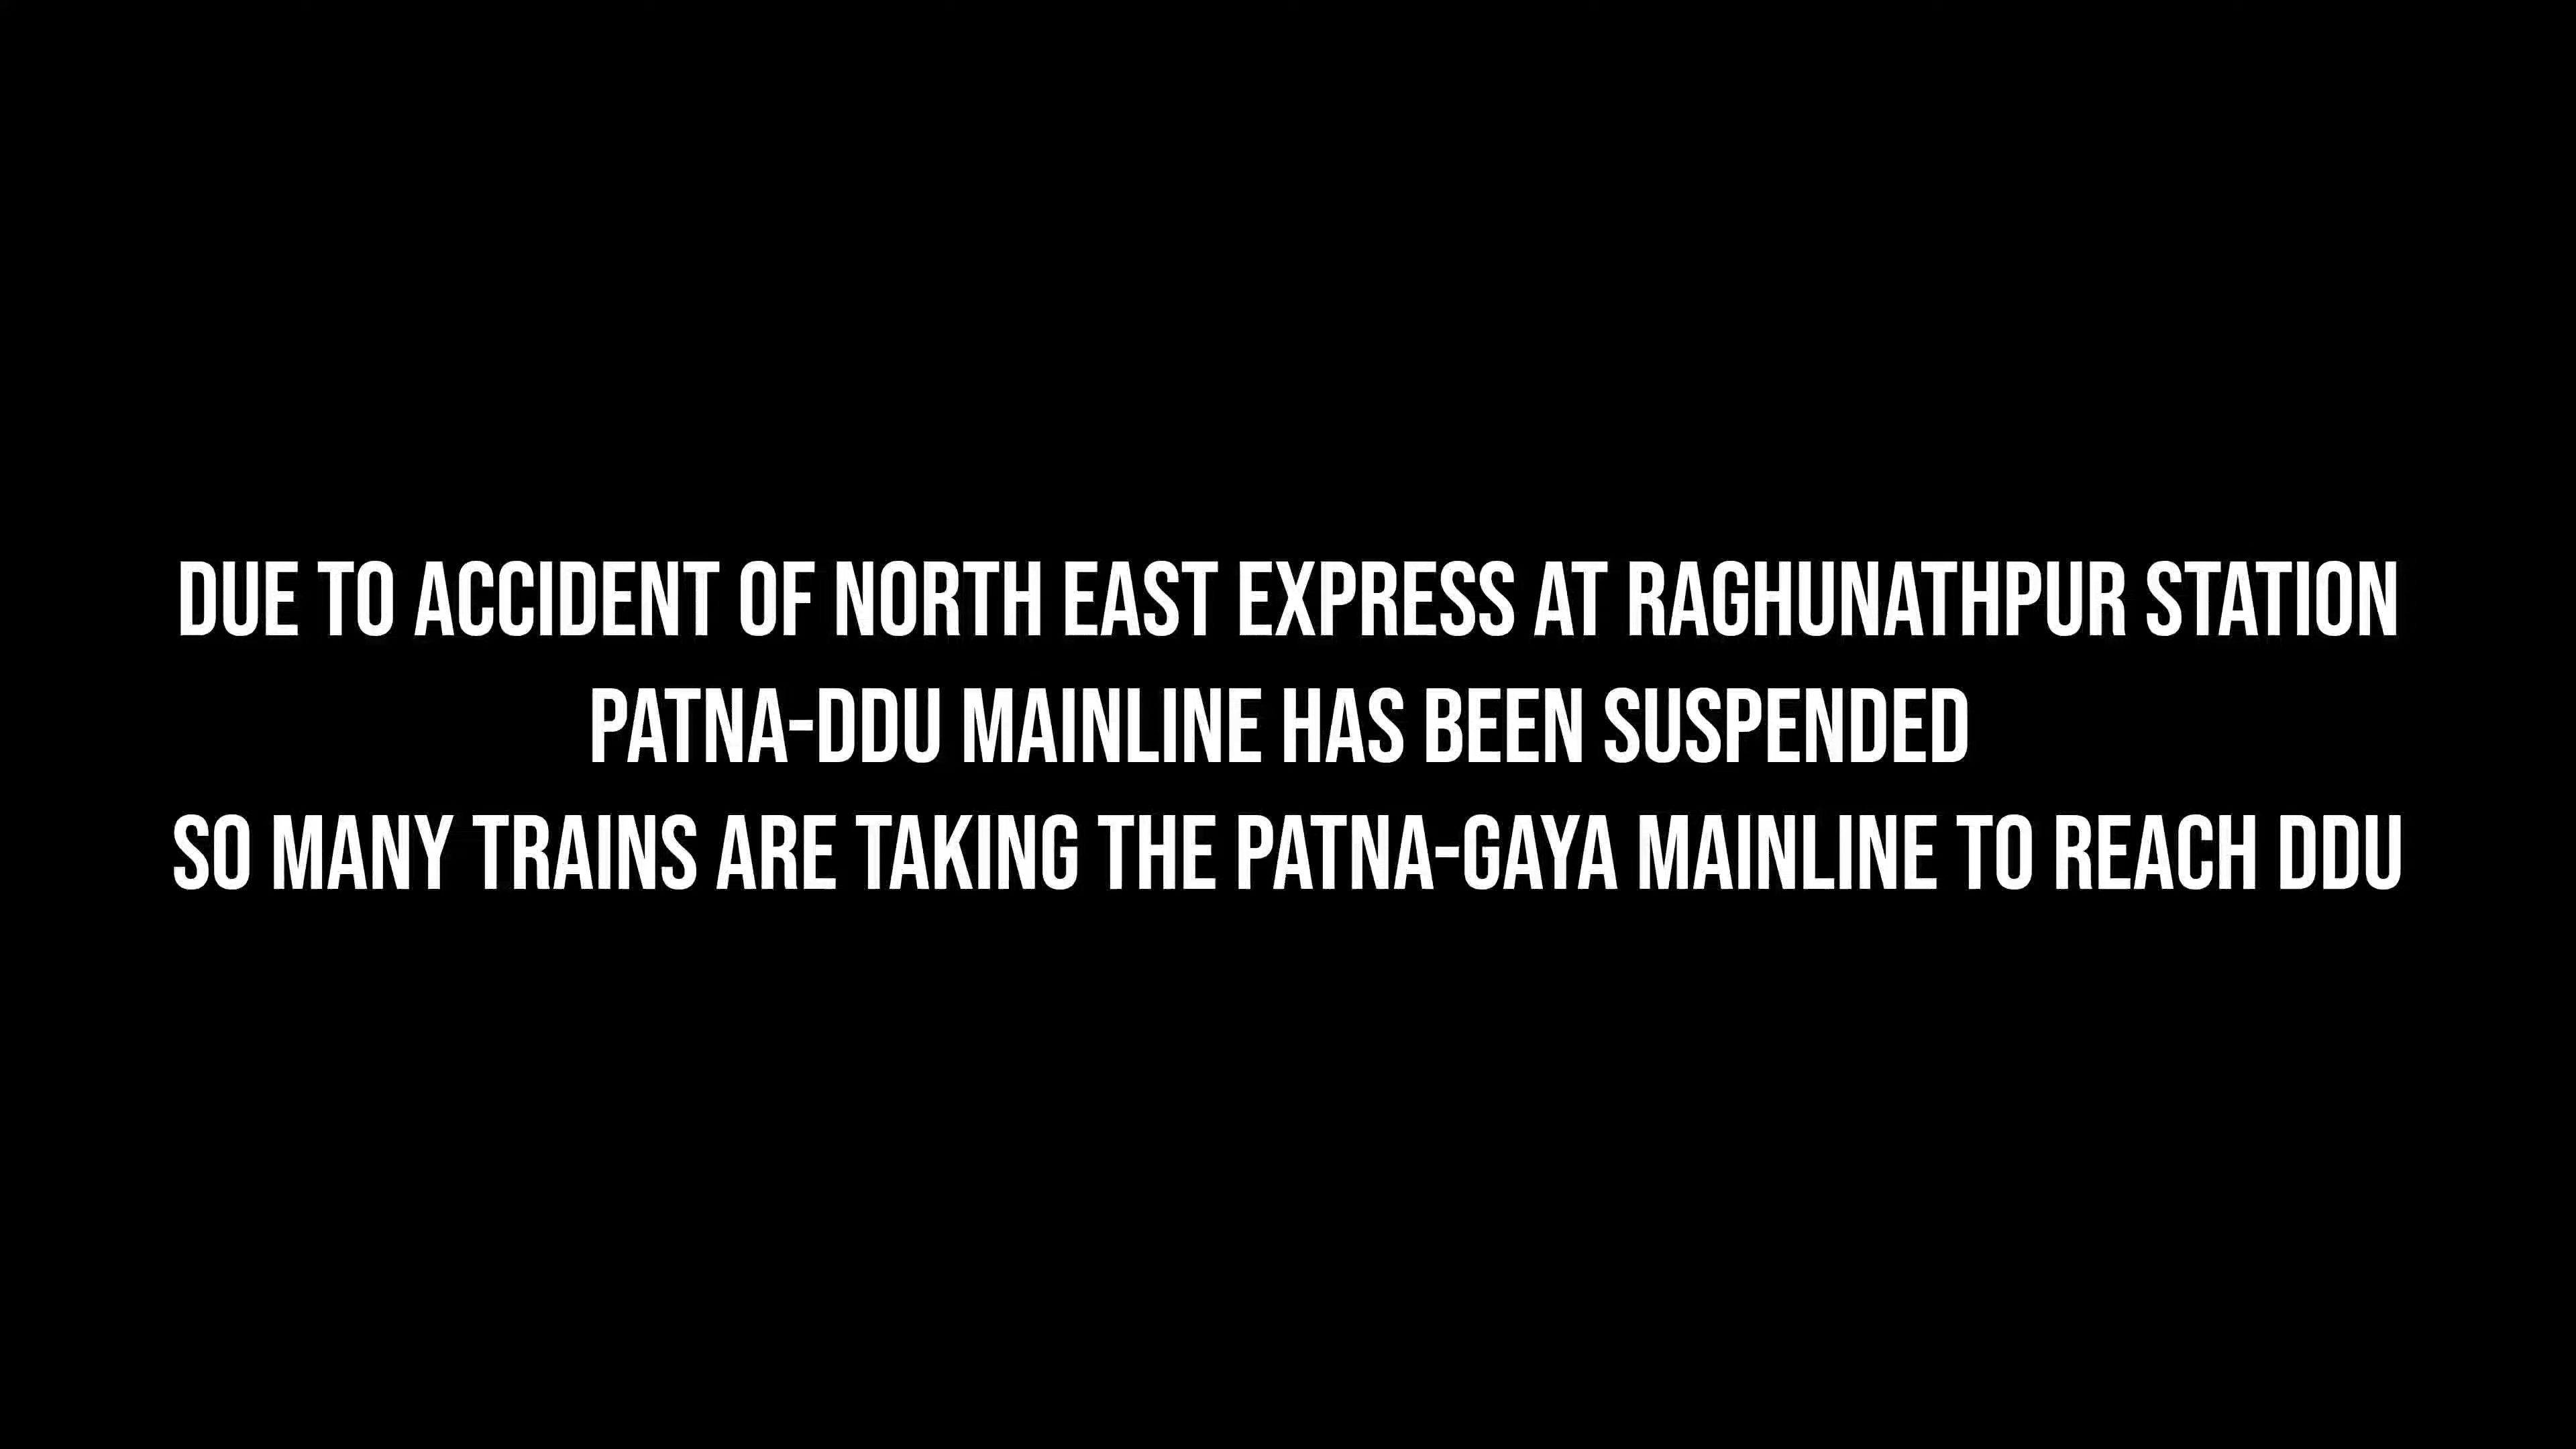 DUE TO ACCIDENT OF NORTH EAST EXPRESS AT RAGHUNATHPUR STATION
PATNA-DDU MAINLINE HAS BEEN SUSPENDED
SO MANY TRAINS ARE TAKING THE PATNA-GAYA MAINLINE TO REACH DDU